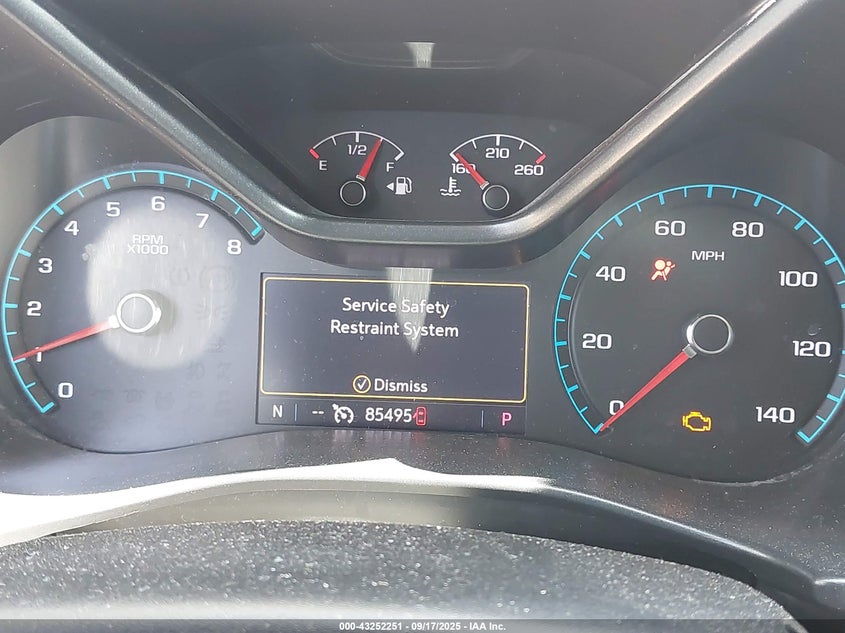 E 1/2 F
160 210 260
0 1 2 3 4 5 6 7 8
RPM
X1000
0 20 40 60 80 100 120 140
MPH
Service Safety
Restraint System
Dismiss
N -- 85495 P
000-43252251 - 09/17/2025 - IAA Inc.